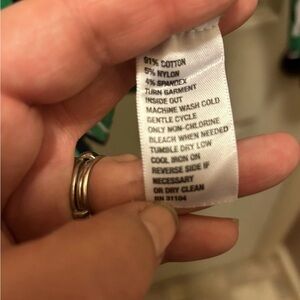 91% COTTON
5% NYLON
4% SPANDEX
TURN GARMENT
INSIDE OUT
MACHINE WASH COLD
GENTLE CYCLE
ONLY NON-CHLORINE
BLEACH WHEN NEEDED
TUMBLE DRY LOW
COOL IRON ON
REVERSE SIDE IF
NECESSARY
OR DRY CLEAN
RN 31104